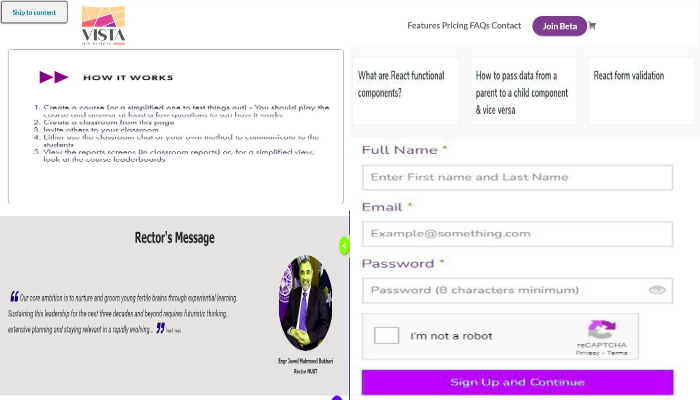 Skip to content
VISTA
Features Pricing FAQs Contact
Join Beta
HOW IT WORKS
1. Create a course (or a simplified one to test things out) - You should play the
course and answer at least a few questions to see how it works
2. Create a classroom from this page
3. Invite others to your classroom
4. Either use the classroom chat or your own method to communicate to the
students
5. View the reports screens (in classroom reports) or, for a simplified view,
look at the course leaderboards
What are React functional
components?
How to pass data from a
parent to a child component
& vice versa
React form validation
Full Name *
Enter First name and Last Name
Email *
Example@something.com
Password *
Password (8 characters minimum)
I'm not a robot
reCAPTCHA
Privacy - Terms
Sign Up and Continue
Rector's Message
❝ Our core ambition is to nurture and groom young fertile brains through experiential learning.
Sustaining this leadership for the next three decades and beyond requires futuristic thinking,
extensive planning and staying relevant in a rapidly evolving... ❞ Read more
Engr Javed Mahmood Bukhari
Rector NUST